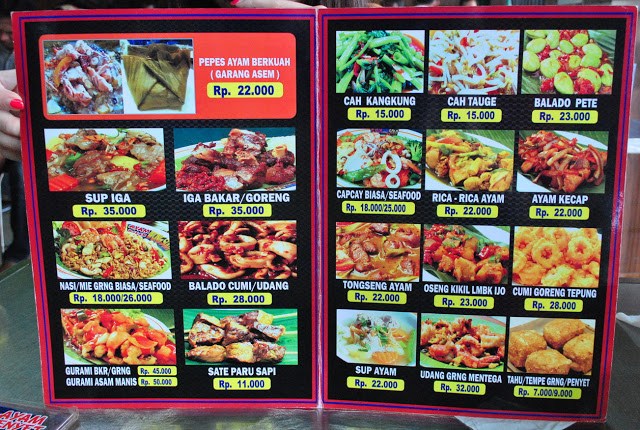 PEPES AYAM BERKUAH
( GARANG ASEM )
Rp. 22.000
SUP IGA
Rp. 35.000
IGA BAKAR/GORENG
Rp. 35.000
NASI/MIE GRNG BIASA/SEAFOOD
Rp. 18.000/26.000
BALADO CUMI/UDANG
Rp. 28.000
GURAMI BKR/GRNG Rp. 45.000
GURAMI ASAM MANIS Rp. 50.000
SATE PARU SAPI
Rp. 11.000
CAH KANGKUNG
Rp. 15.000
CAH TAUGE
Rp. 15.000
BALADO PETE
Rp. 23.000
CAPCAY BIASA/SEAFOOD
Rp. 18.000/25.000
RICA - RICA AYAM
Rp. 22.000
AYAM KECAP
Rp. 22.000
TONGSENG AYAM
Rp. 22.000
OSENG KIKIL LMBK IJO
Rp. 23.000
CUMI GORENG TEPUNG
Rp. 28.000
SUP AYAM
Rp. 22.000
UDANG GRNG MENTEGA
Rp. 32.000
TAHU/TEMPE GRNG/PENYET
Rp. 7.000/9.000
AYAM